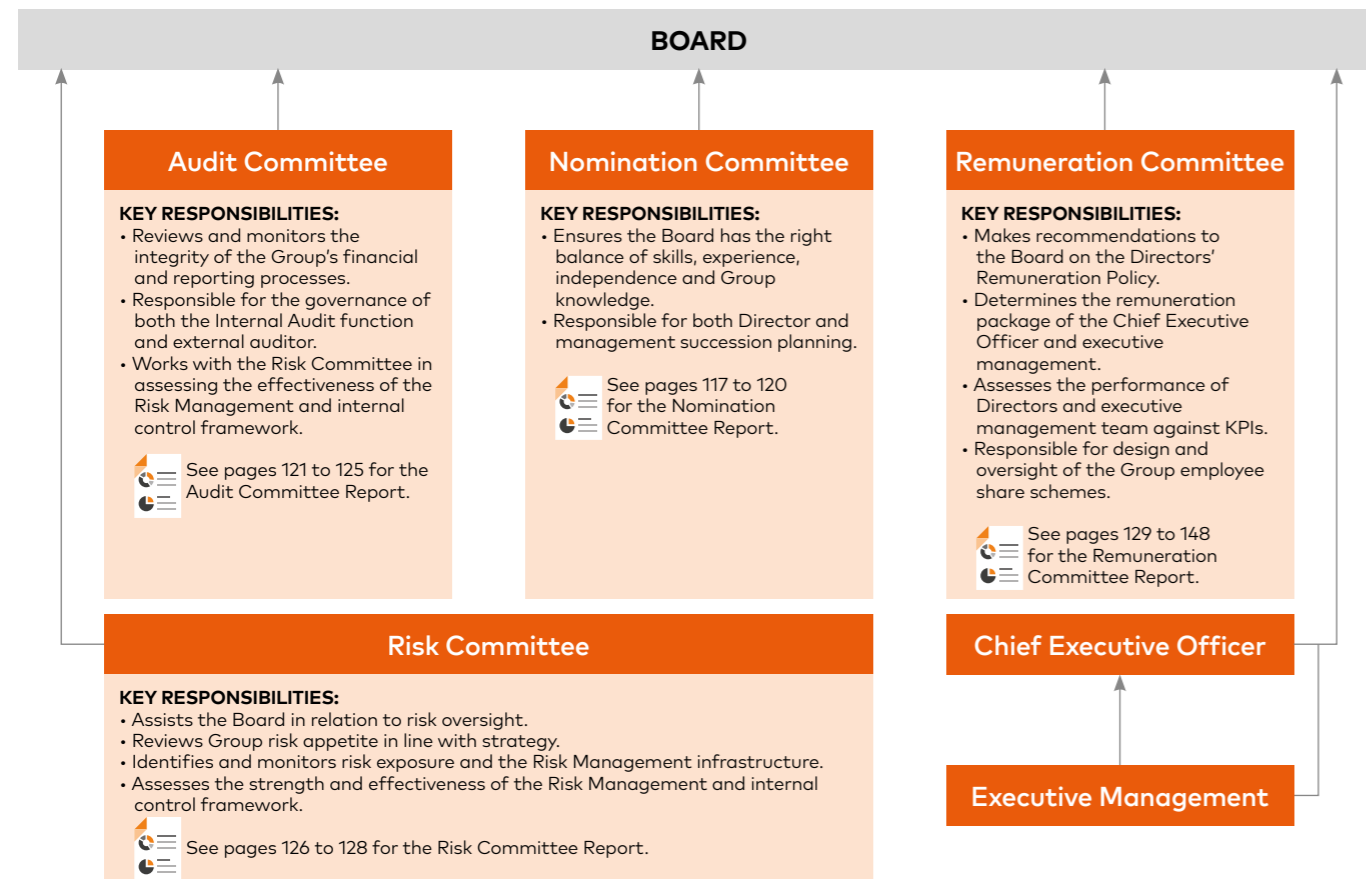 BOARD
Audit Committee
KEY RESPONSIBILITIES:
• Reviews and monitors the
integrity of the Group's financial
and reporting processes.
• Responsible for the governance of
both the Internal Audit function
and external auditor.
• Works with the Risk Committee in
assessing the effectiveness of the
Risk Management and internal
control framework.
See pages 121 to 125 for the
Audit Committee Report.
Nomination Committee
KEY RESPONSIBILITIES:
• Ensures the Board has the right
balance of skills, experience,
independence and Group
knowledge.
• Responsible for both Director and
management succession planning.
See pages 117 to 120
for the Nomination
Committee Report.
Remuneration Committee
KEY RESPONSIBILITIES:
• Makes recommendations to
the Board on the Directors'
Remuneration Policy.
• Determines the remuneration
package of the Chief Executive
Officer and executive
management.
• Assesses the performance of
Directors and executive
management team against KPIs.
• Responsible for design and
oversight of the Group employee
share schemes.
See pages 129 to 148
for the Remuneration
Committee Report.
Risk Committee
KEY RESPONSIBILITIES:
• Assists the Board in relation to risk oversight.
• Reviews Group risk appetite in line with strategy.
• Identifies and monitors risk exposure and the Risk Management infrastructure.
• Assesses the strength and effectiveness of the Risk Management and internal
control framework.
See pages 126 to 128 for the Risk Committee Report.
Chief Executive Officer
Executive Management